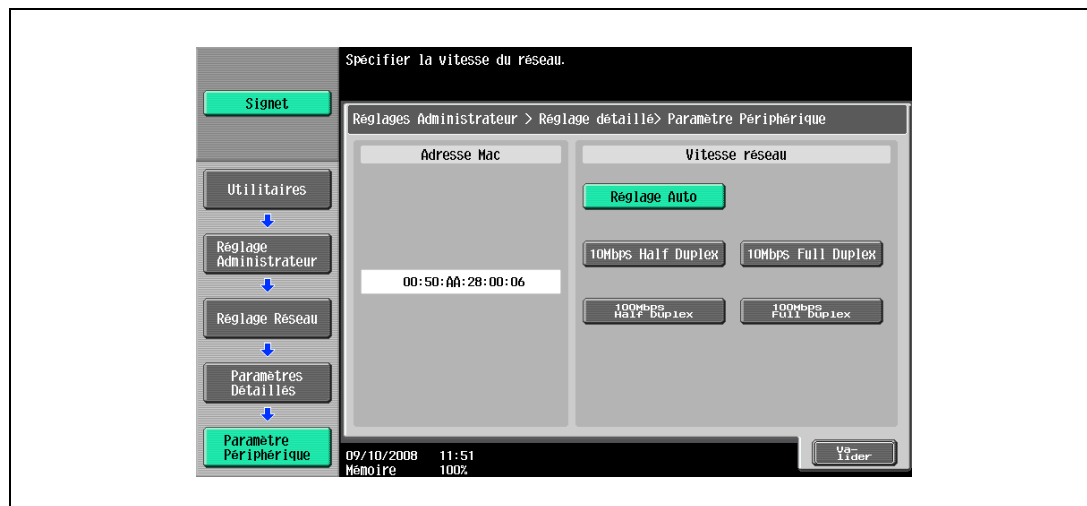 Spécifier la vitesse du réseau.
Signet
Réglages Administrateur > Réglage détaillé> Paramètre Périphérique
Adresse Mac
Vitesse réseau
Utilitaires
Réglage Auto
Réglage
Administrateur
10Mbps Half Duplex
10Mbps Full Duplex
00:50:AA:28:00:06
Réglage Réseau
100Mbps
Half Duplex
100Mbps
Full Duplex
Paramètres
Détaillés
Paramètre
Périphérique
09/10/2008 11:51
Mémoire 100%
Va-
lider